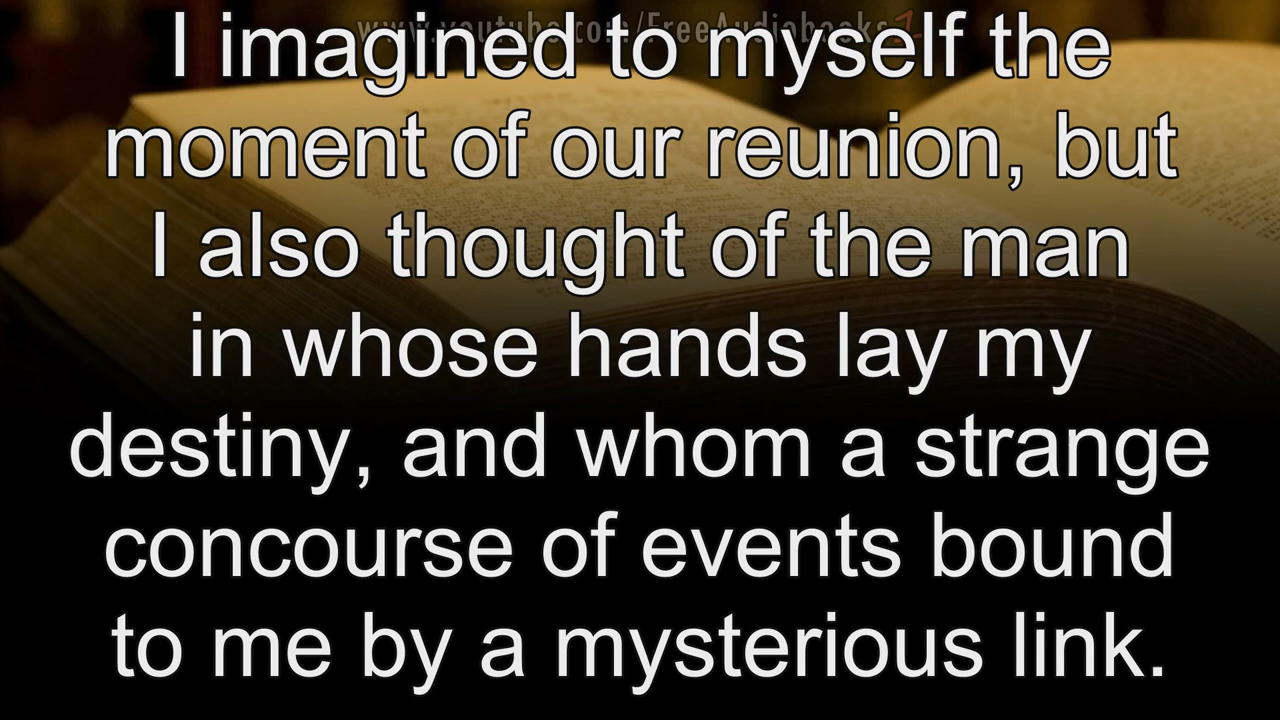 www.youtube.com/FreeAudiobooks1
I imagined to myself the
moment of our reunion, but
I also thought of the man
in whose hands lay my
destiny, and whom a strange
concourse of events bound
to me by a mysterious link.